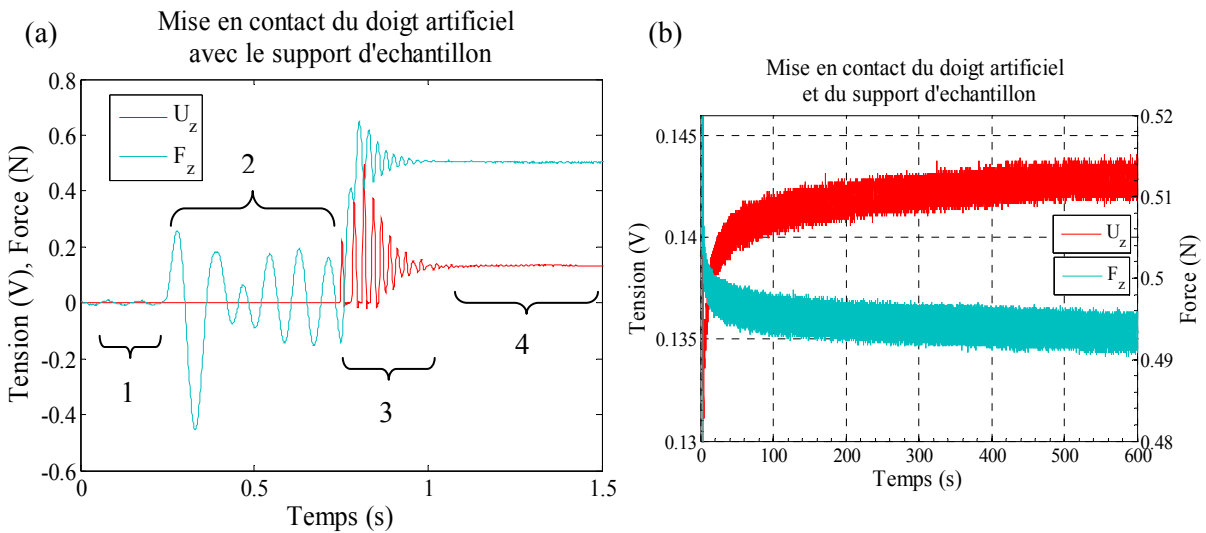 (a)
Mise en contact du doigt artificiel
avec le support d'echantillon
Tension (V), Force (N)
0.8
0.6
0.4
0.2
0
-0.2
-0.4
-0.6
U_z
F_z
1
2
3
4
0
0.5
1
1.5
Temps (s)
(b)
Mise en contact du doigt artificiel
et du support d'echantillon
Tension (V)
0.145
0.14
0.135
0.13
U_z
F_z
0.52
0.51
0.5
0.49
0.48
Force (N)
0
100
200
300
400
500
600
Temps (s)